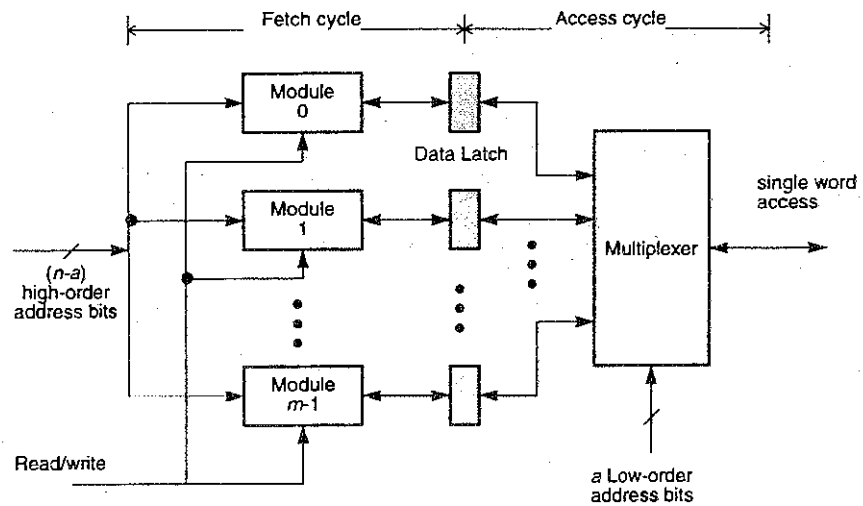 Fetch cycle
Access cycle
Module
0
Data Latch
Module
1
single word
access
Multiplexer
(n-a)
high-order
address bits
Module
m-1
Read/write
a Low-order
address bits